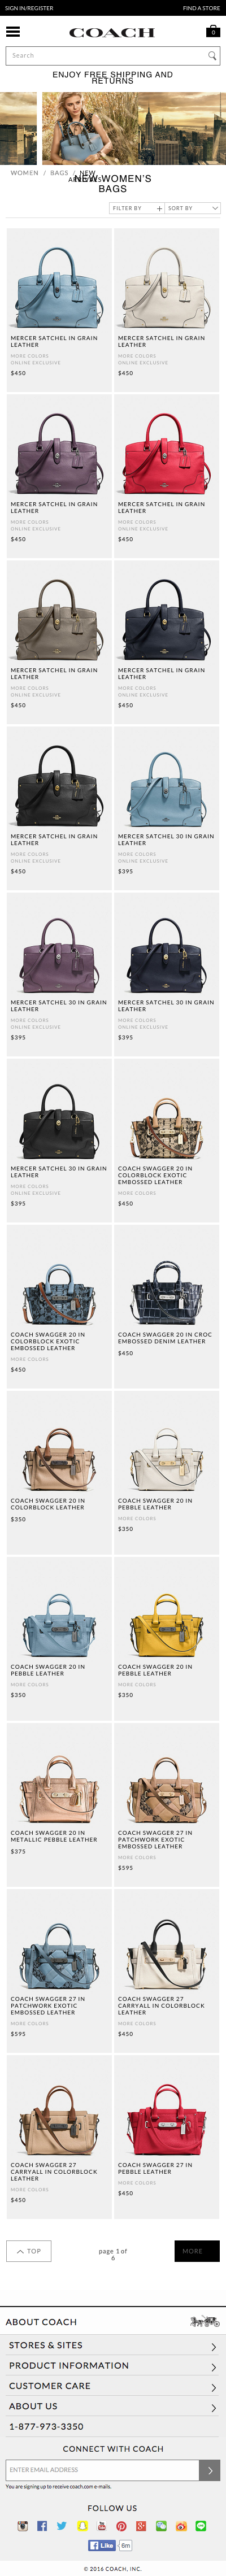 SIGN IN/REGISTER
FIND A STORE
COACH
0
Search
ENJOY FREE SHIPPING AND
RETURNS
WOMEN / BAGS / NEW
ARRIVALS
NEW WOMEN'S
BAGS
FILTER BY
SORT BY
MERCER SATCHEL IN GRAIN
LEATHER
MORE COLORS
ONLINE EXCLUSIVE
$450
MERCER SATCHEL IN GRAIN
LEATHER
MORE COLORS
ONLINE EXCLUSIVE
$450
MERCER SATCHEL IN GRAIN
LEATHER
MORE COLORS
ONLINE EXCLUSIVE
$450
MERCER SATCHEL IN GRAIN
LEATHER
MORE COLORS
ONLINE EXCLUSIVE
$450
MERCER SATCHEL IN GRAIN
LEATHER
MORE COLORS
ONLINE EXCLUSIVE
$450
MERCER SATCHEL IN GRAIN
LEATHER
MORE COLORS
ONLINE EXCLUSIVE
$450
MERCER SATCHEL IN GRAIN
LEATHER
MORE COLORS
ONLINE EXCLUSIVE
$450
MERCER SATCHEL 30 IN GRAIN
LEATHER
MORE COLORS
ONLINE EXCLUSIVE
$395
MERCER SATCHEL 30 IN GRAIN
LEATHER
MORE COLORS
ONLINE EXCLUSIVE
$395
MERCER SATCHEL 30 IN GRAIN
LEATHER
MORE COLORS
ONLINE EXCLUSIVE
$395
MERCER SATCHEL 30 IN GRAIN
LEATHER
MORE COLORS
ONLINE EXCLUSIVE
$395
COACH SWAGGER 20 IN
COLORBLOCK EXOTIC
EMBOSSED LEATHER
MORE COLORS
$450
COACH SWAGGER 20 IN
COLORBLOCK EXOTIC
EMBOSSED LEATHER
MORE COLORS
$450
COACH SWAGGER 20 IN CROC
EMBOSSED DENIM LEATHER
$450
COACH SWAGGER 20 IN
COLORBLOCK LEATHER
$350
COACH SWAGGER 20 IN
PEBBLE LEATHER
MORE COLORS
$350
COACH SWAGGER 20 IN
PEBBLE LEATHER
MORE COLORS
$350
COACH SWAGGER 20 IN
PEBBLE LEATHER
MORE COLORS
$350
COACH SWAGGER 20 IN
METALLIC PEBBLE LEATHER
$375
COACH SWAGGER 27 IN
PATCHWORK EXOTIC
EMBOSSED LEATHER
MORE COLORS
$595
COACH SWAGGER 27 IN
PATCHWORK EXOTIC
EMBOSSED LEATHER
MORE COLORS
$595
COACH SWAGGER 27
CARRYALL IN COLORBLOCK
LEATHER
MORE COLORS
$450
COACH SWAGGER 27
CARRYALL IN COLORBLOCK
LEATHER
MORE COLORS
$450
COACH SWAGGER 27 IN
PEBBLE LEATHER
MORE COLORS
$450
TOP
page 1 of
6
MORE
ABOUT COACH
STORES & SITES
PRODUCT INFORMATION
CUSTOMER CARE
ABOUT US
1-877-973-3350
CONNECT WITH COACH
ENTER EMAIL ADDRESS
You are signing up to receive coach.com e-mails.
FOLLOW US
Like
6m
© 2016 COACH, INC.